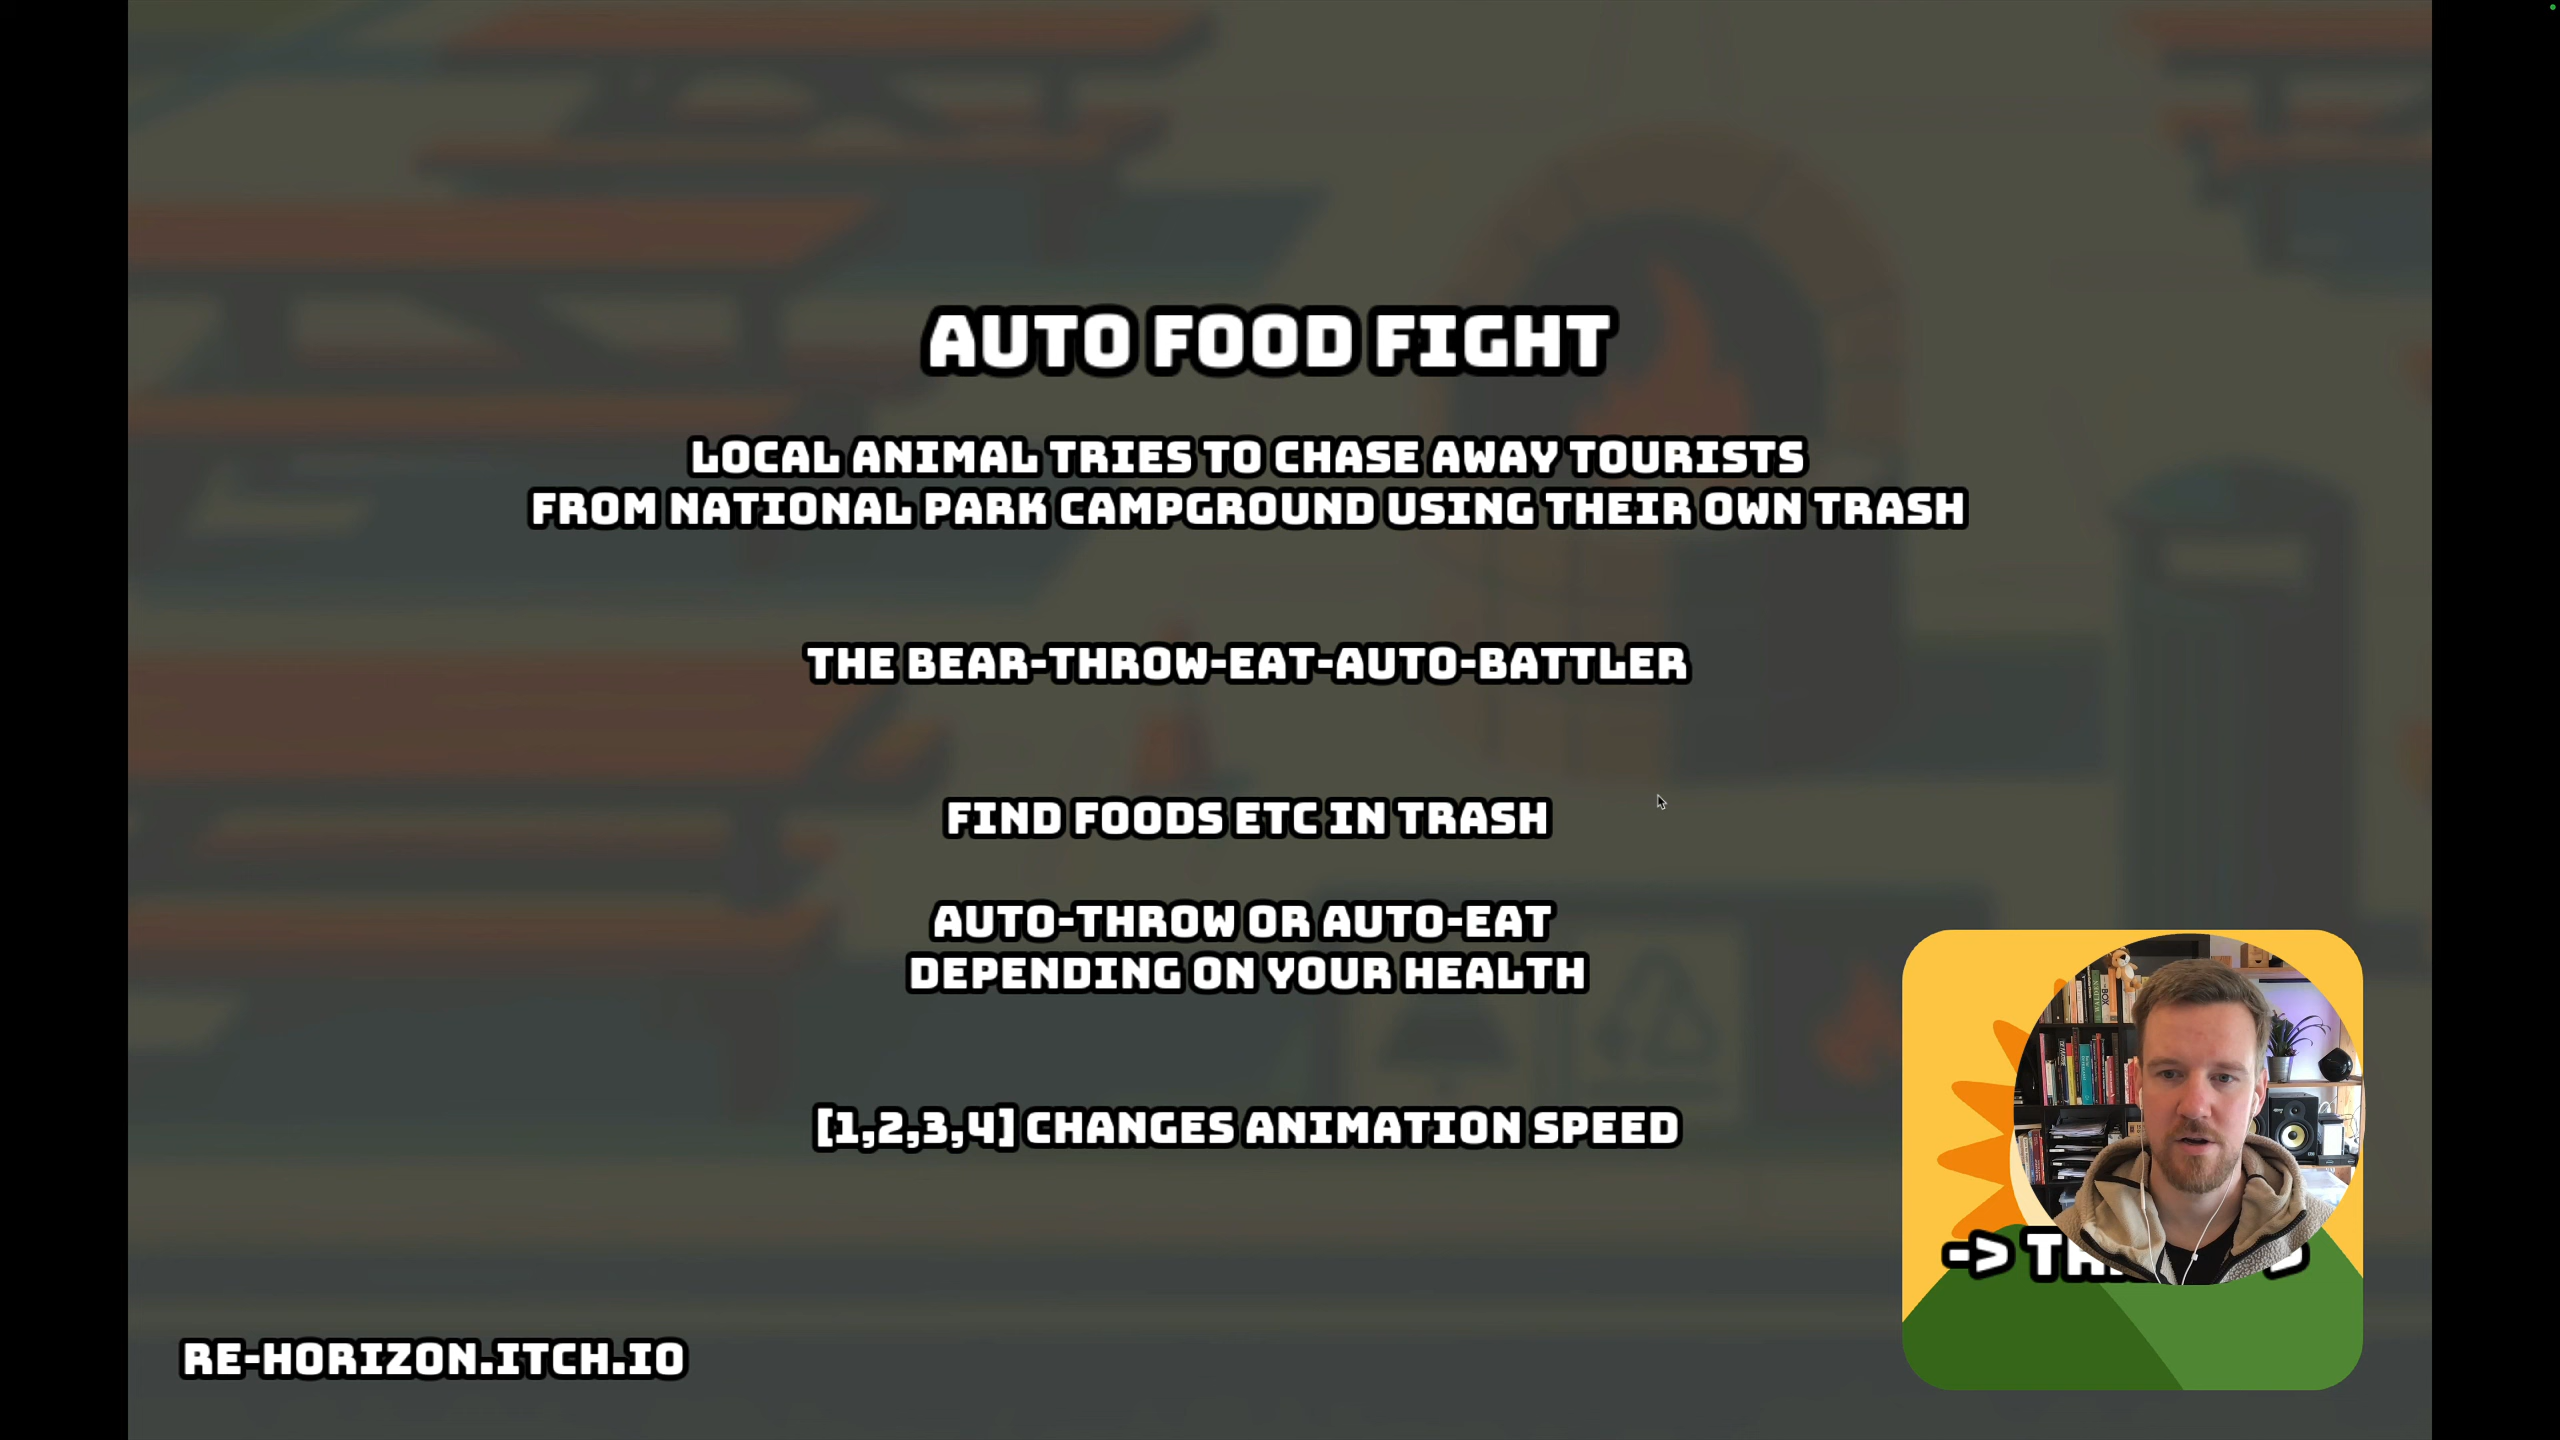 AUTO FOOD FIGHT
LOCAL ANIMAL TRIES TO CHASE AWAY TOURISTS
FROM NATIONAL PARK CAMPGROUND USING THEIR OWN TRASH
THE BEAR-THROW-EAT-AUTO-BATTLER
FIND FOODS ETC IN TRASH
AUTO-THROW OR AUTO-EAT
DEPENDING ON YOUR HEALTH
[1,2,3,4] CHANGES ANIMATION SPEED
->
RE-HORIZON.ITCH.IO